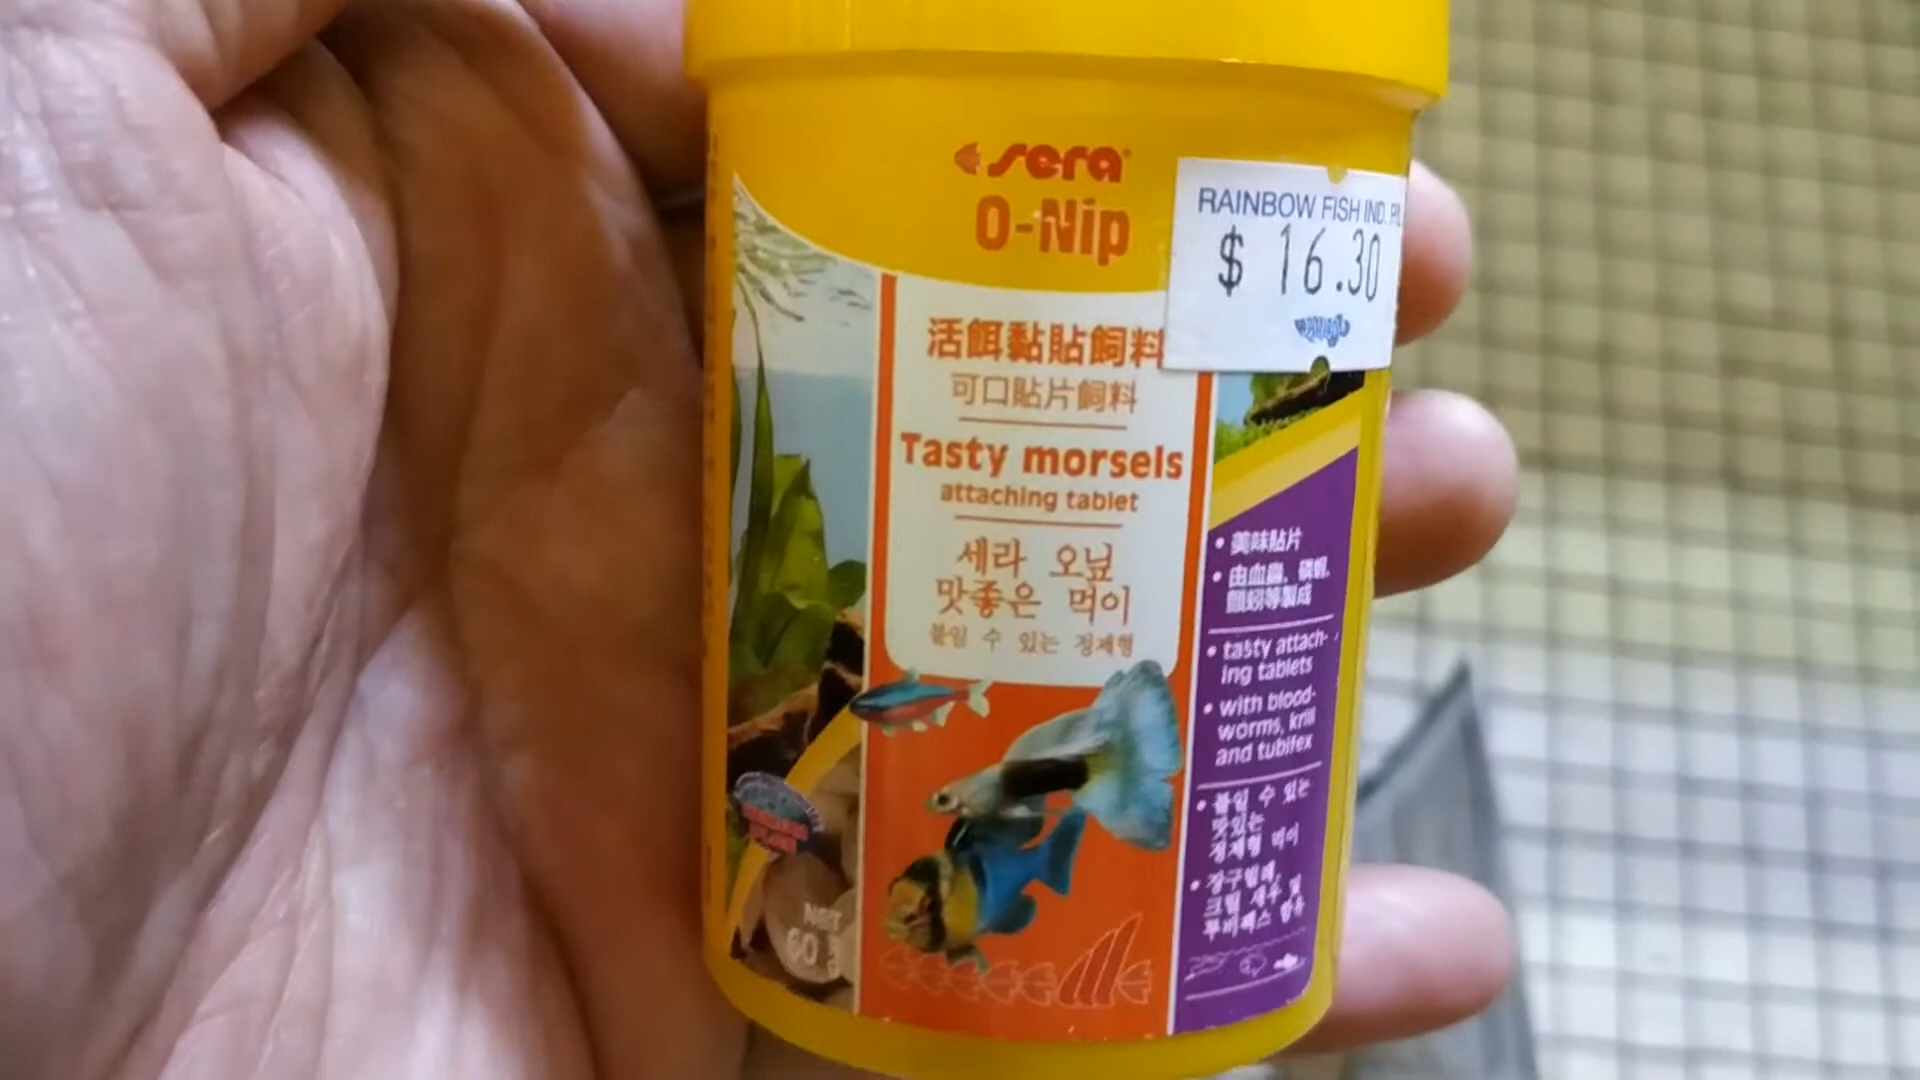 sera
O-Nip
RAINBOW FISH IND. P/L
$ 16.30
活餌黏貼飼料
可口貼片飼料
Tasty morsels
attaching tablet
세라 오닢
맛좋은 먹이
붙일 수 있는 정제형
• 美味貼片
• 由血蟲、磷蝦、
顫蚓等製成
• tasty attach-
ing tablets
• with blood-
worms, krill
and tubifex
• 붙일 수 있는
맛있는
정제형 먹이
• 장구벌레,
크릴 새우 및
투비펙스 함유
NET
60 g